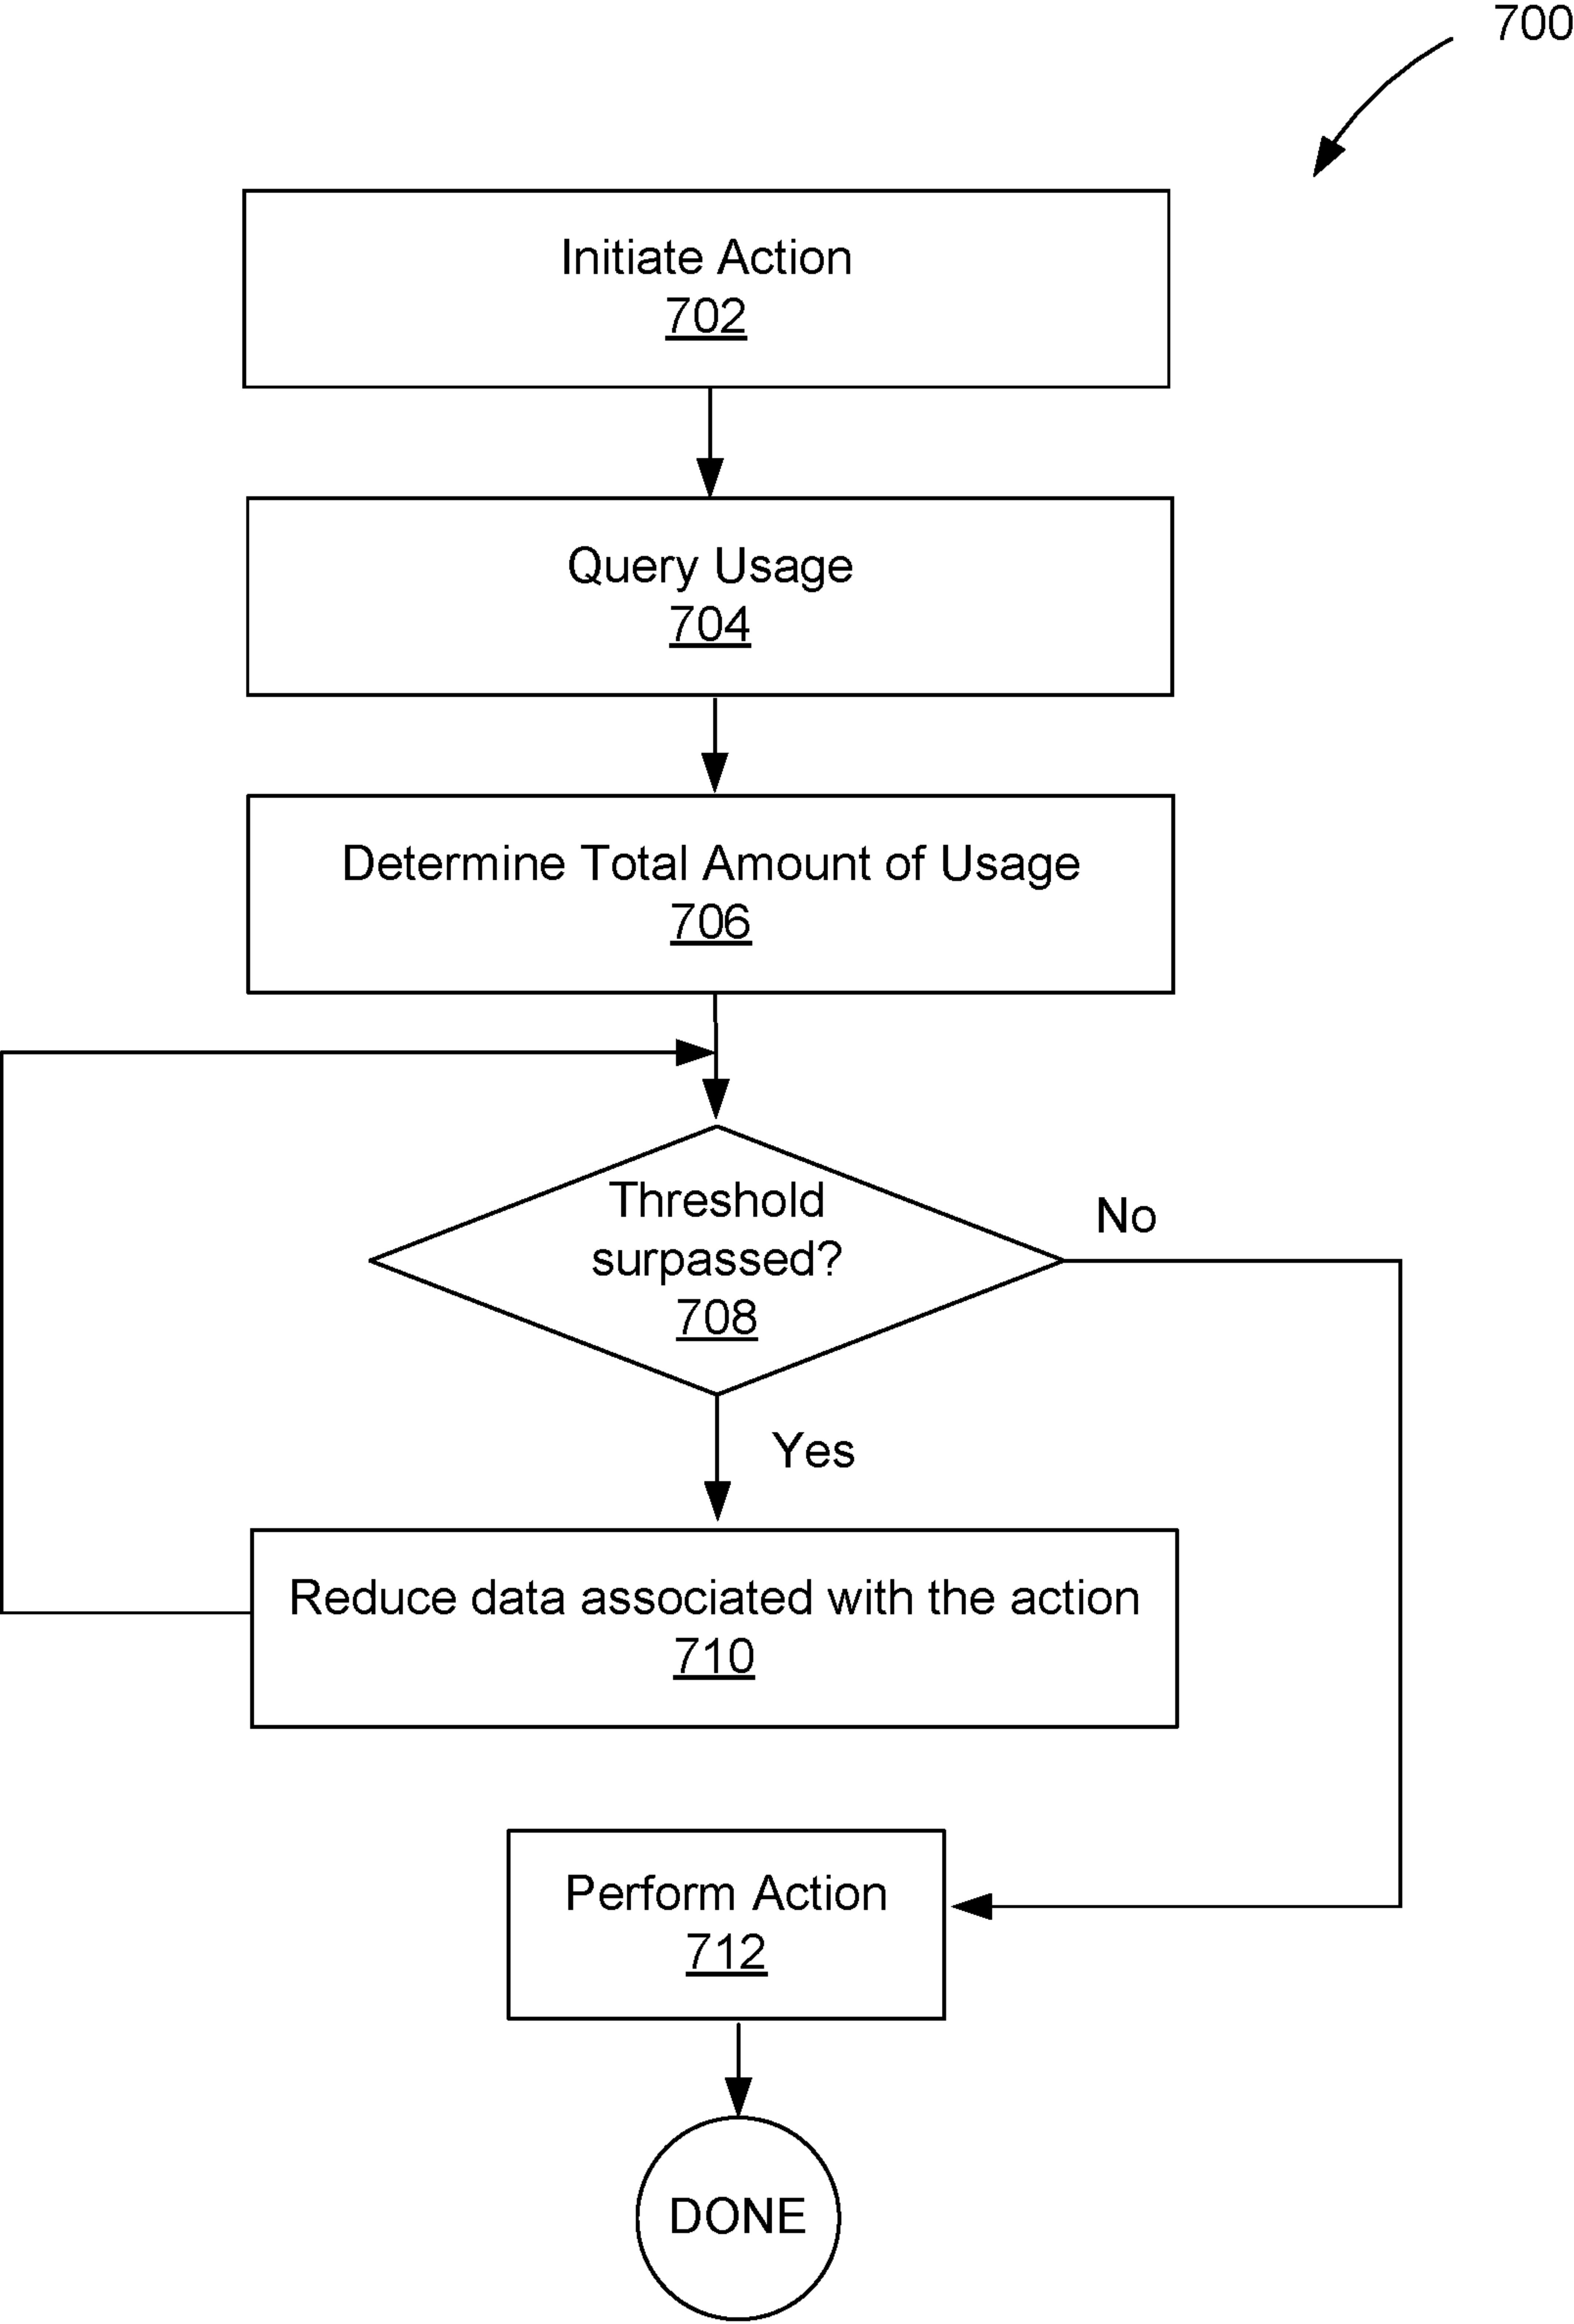 700
Initiate Action
702
Query Usage
704
Determine Total Amount of Usage
706
Threshold
surpassed?
708
No
Yes
Reduce data associated with the action
710
Perform Action
712
DONE